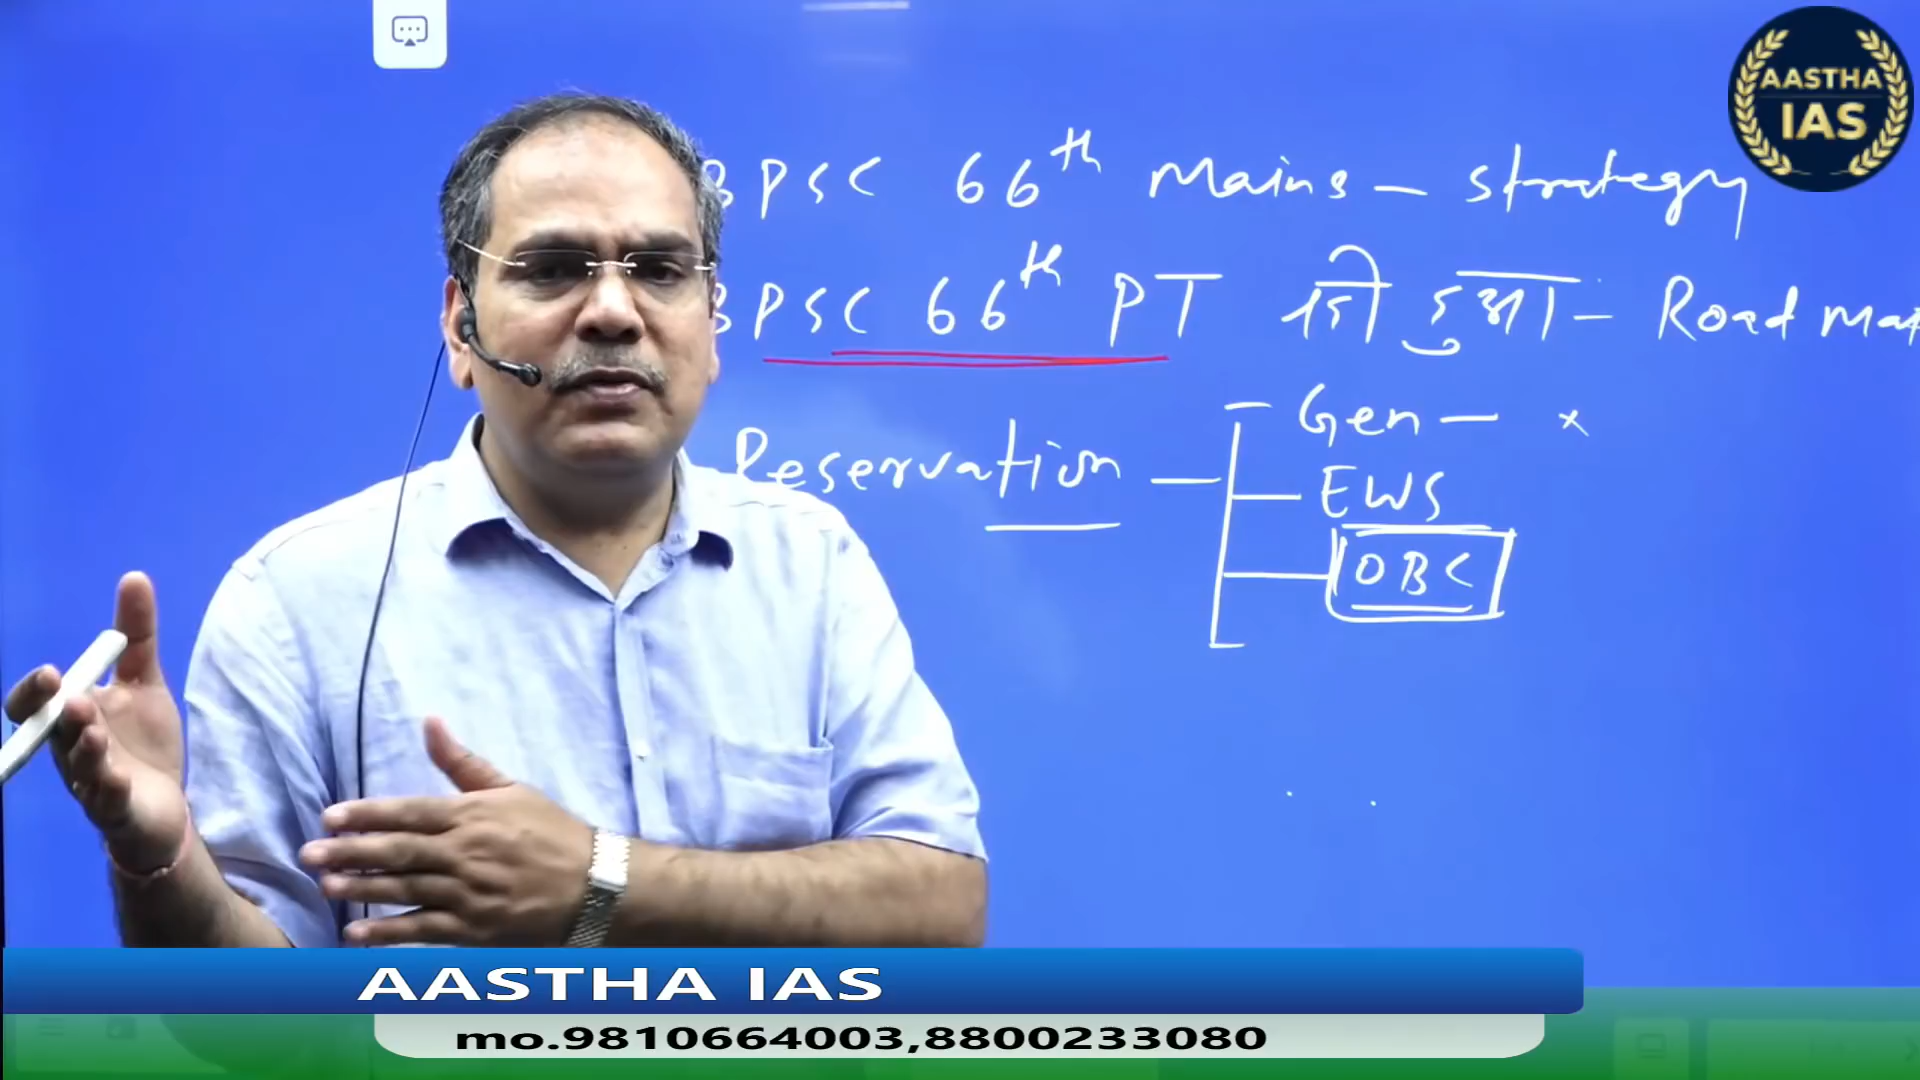 AASTHA
IAS
BPSC 66th Mains – strategy
BPSC 66th PT – Road Map
Reservation – Gen – x
EWS
OBC
AASTHA IAS
mo.9810664003,8800233080